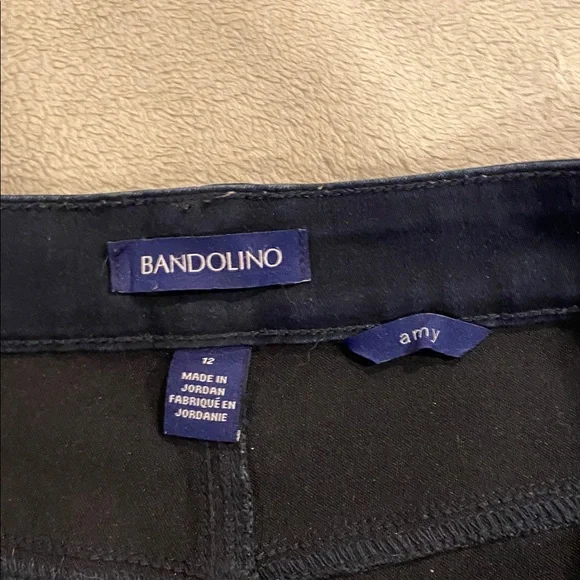 BANDOLINO
amy
12
MADE IN
JORDAN
FABRIQUÉ EN
JORDANIE